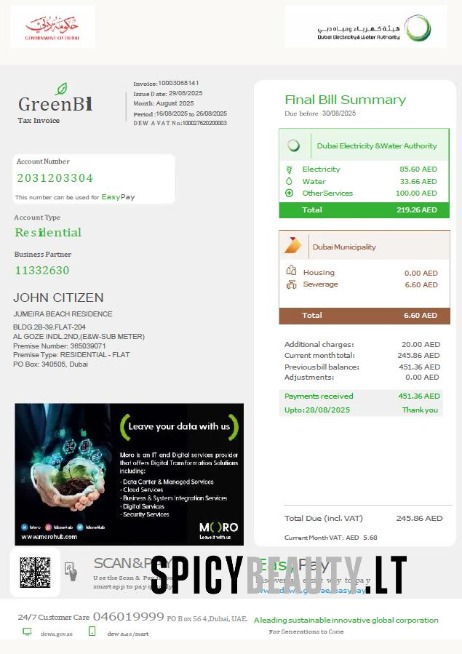 حكومة دبي
GOVERNMENT OF DUBAI
هيئة كهرباء ومياه دبي
Dubai Electricity & Water Authority
GreenBill
Tax Invoice
Invoice: 10003068161
Issue Date: 29/08/2025
Month: August 2025
Period: 16/08/2025 to 26/08/2025
DEWA VAT No: 100027620200003
Account Number
2031203304
This number can be used for EasyPay
Account Type
Residential
Business Partner
11332630
JOHN CITIZEN
JUMEIRA BEACH RESIDENCE
BLDG.2B-39,FLAT-204
AL GOZE INDL.2ND,(E&W-SUB METER)
Premise Number: 385039071
Premise Type: RESIDENTIAL - FLAT
PO Box: 340505, Dubai
Final Bill Summary
Due before 30/08/2025
Dubai Electricity &Water Authority
Electricity 85.60 AED
Water 33.66 AED
OtherServices 100.00 AED
Total 219.26 AED
Dubai Municipality
Housing 0.00 AED
Sewerage 6.60 AED
Total 6.60 AED
Additional charges: 20.00 AED
Current month total: 245.86 AED
Previous bill balance: 451.36 AED
Adjustments: 0.00 AED
Payments received 451.36 AED
Upto: 28/08/2025 Thank you
Leave your data with us
Moro is an IT and Digital services provider
that offers Digital Transformation Solutions
including:
- Data Center & Managed Services
- Cloud Services
- Business & System Integration Services
- Digital Services
- Security Services
Moro MoroHub MoroHub
www.morohub.com
MORO
Leave it with us
Total Due (incl. VAT) 245.86 AED
Current Month VAT: AED 5.68
SCAN&P
Use the Scan & Pay
smart app to pay
EasyPay
SPICYBEAUTY.LT
24/7 Customer Care 046019999 PO Box 564,Dubai, UAE.
dewa.gov.ae
A leading sustainable innovative global corporation
For Generations to Come